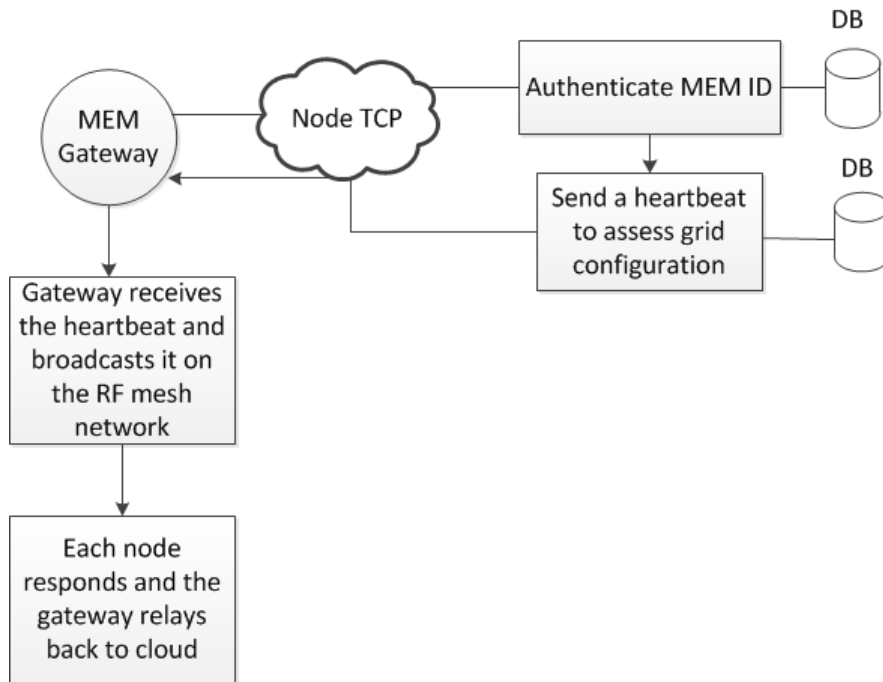 DB
MEM
Gateway
Node TCP
Authenticate MEM ID
DB
Send a heartbeat
to assess grid
configuration
Gateway receives
the heartbeat and
broadcasts it on
the RF mesh
network
Each node
responds and the
gateway relays
back to cloud